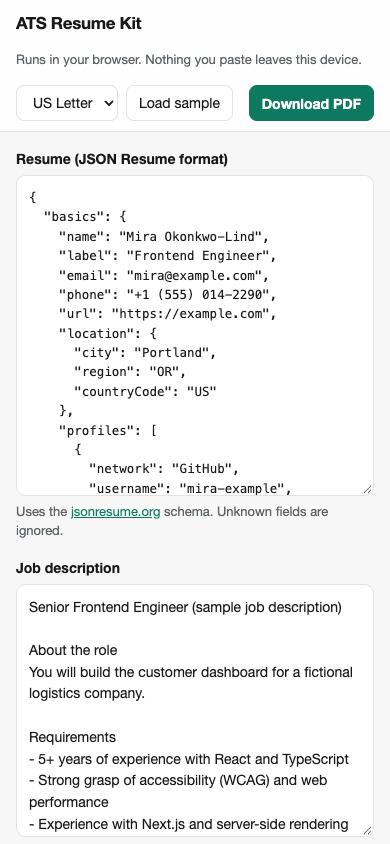 ATS Resume Kit
Runs in your browser. Nothing you paste leaves this device.
US Letter
Load sample
Download PDF
Resume (JSON Resume format)
{
  "basics": {
    "name": "Mira Okonkwo-Lind",
    "label": "Frontend Engineer",
    "email": "mira@example.com",
    "phone": "+1 (555) 014-2290",
    "url": "https://example.com",
    "location": {
      "city": "Portland",
      "region": "OR",
      "countryCode": "US"
    },
    "profiles": [
      {
        "network": "GitHub",
        "username": "mira-example",
Uses the jsonresume.org schema. Unknown fields are
ignored.
Job description
Senior Frontend Engineer (sample job description)
About the role
You will build the customer dashboard for a fictional
logistics company.
Requirements
- 5+ years of experience with React and TypeScript
- Strong grasp of accessibility (WCAG) and web
performance
- Experience with Next.js and server-side rendering